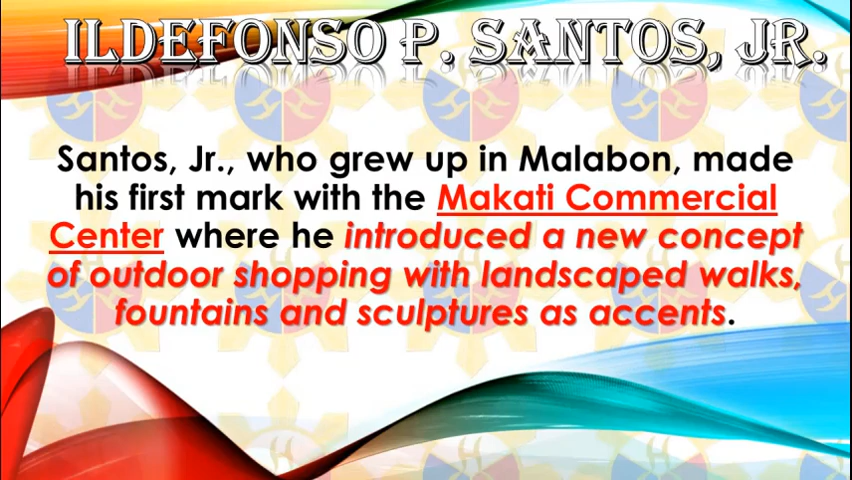 ILDEFONSO P. SANTOS, JR.
Santos, Jr., who grew up in Malabon, made
his first mark with the Makati Commercial
Center where he introduced a new concept
of outdoor shopping with landscaped walks,
fountains and sculptures as accents.